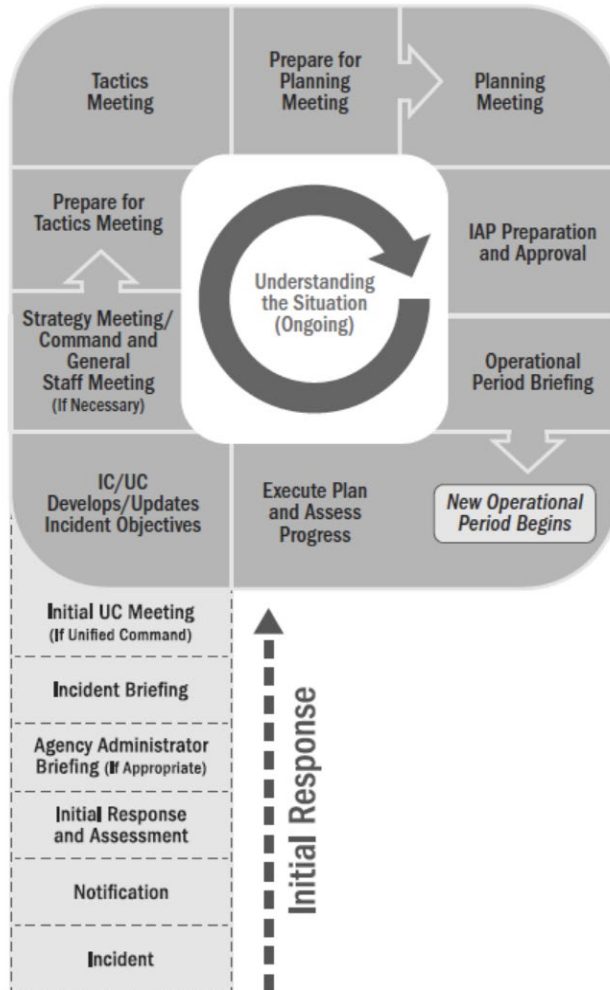 Tactics
Meeting
Prepare for
Planning
Meeting
Planning
Meeting
Prepare for
Tactics Meeting
IAP Preparation
and Approval
Understanding
the Situation
(Ongoing)
Strategy Meeting/
Command and
General
Staff Meeting
(If Necessary)
Operational
Period Briefing
IC/UC
Develops/Updates
Incident Objectives
Execute Plan
and Assess
Progress
New Operational
Period Begins
Initial UC Meeting
(If Unified Command)
Incident Briefing
Agency Administrator
Briefing (If Appropriate)
Initial Response
and Assessment
Notification
Incident
Initial Response